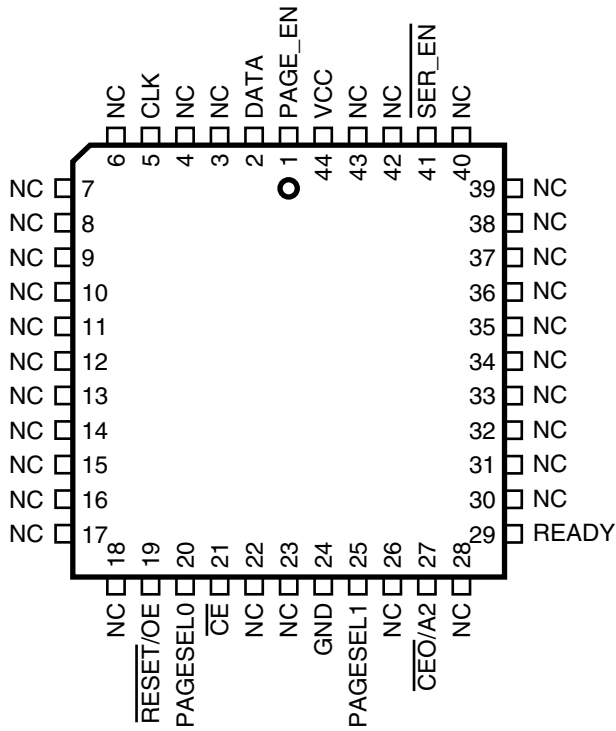 NC
CLK
NC
NC
DATA
PAGE_EN
VCC
NC
NC
SER_EN
NC
6
5
4
3
2
1
44
43
42
41
40
NC 7
NC 8
NC 9
NC 10
NC 11
NC 12
NC 13
NC 14
NC 15
NC 16
NC 17
39 NC
38 NC
37 NC
36 NC
35 NC
34 NC
33 NC
32 NC
31 NC
30 NC
29 READY
18
19
20
21
22
23
24
25
26
27
28
NC
RESET/OE
PAGESEL0
CE
NC
NC
GND
PAGESEL1
NC
CEO/A2
NC